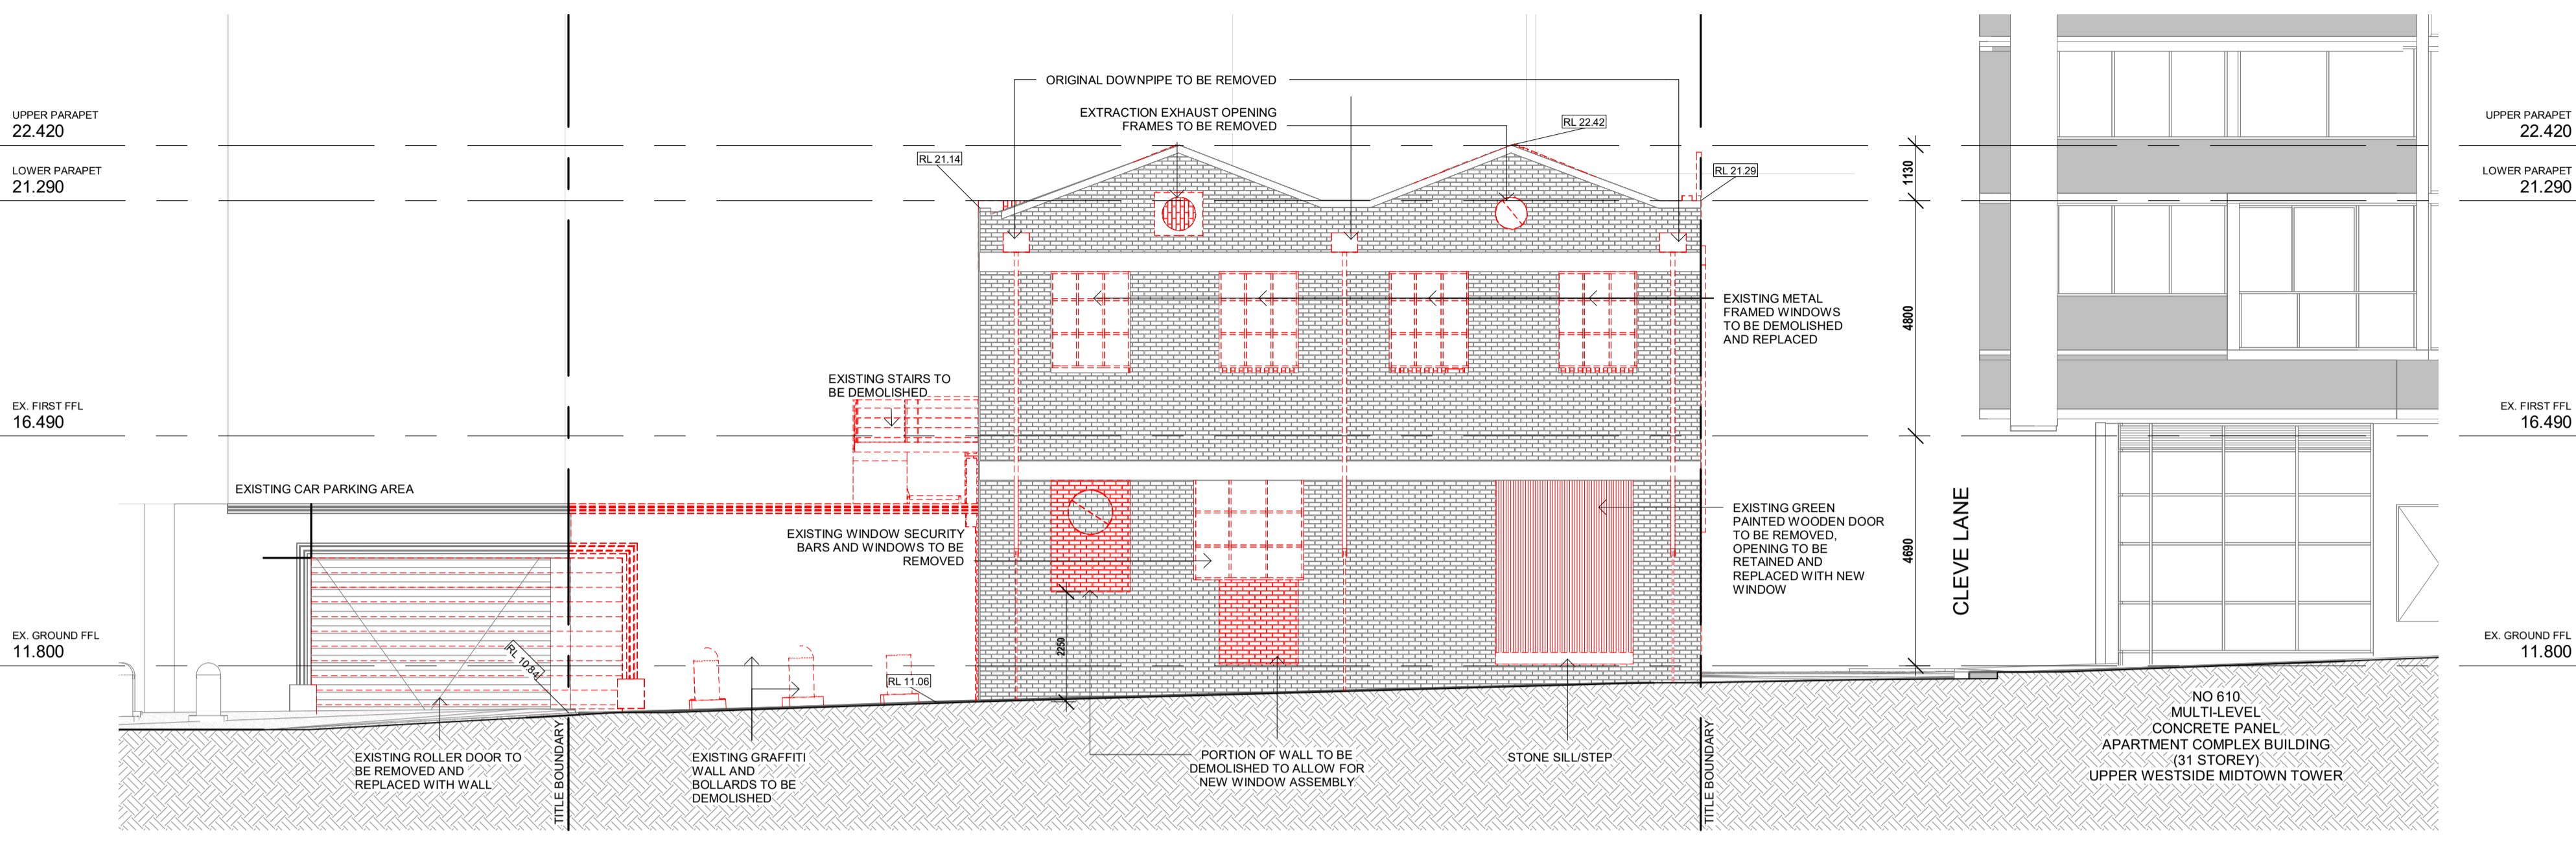 UPPER PARAPET
22.420
LOWER PARAPET
21.290
EX. FIRST FFL
16.490
EX. GROUND FFL
11.800
ORIGINAL DOWNPIPE TO BE REMOVED
EXTRACTION EXHAUST OPENING
FRAMES TO BE REMOVED
RL 22.42
RL 21.14
RL 21.29
EXISTING METAL
FRAMED WINDOWS
TO BE DEMOLISHED
AND REPLACED
EXISTING STAIRS TO
BE DEMOLISHED
EXISTING CAR PARKING AREA
EXISTING WINDOW SECURITY
BARS AND WINDOWS TO BE
REMOVED
EXISTING GREEN
PAINTED WOODEN DOOR
TO BE REMOVED,
OPENING TO BE
RETAINED AND
REPLACED WITH NEW
WINDOW
RL 10.84
RL 11.06
2250
1130
4800
4690
CLEVE LANE
EXISTING ROLLER DOOR TO
BE REMOVED AND
REPLACED WITH WALL
TITLE BOUNDARY
EXISTING GRAFFITI
WALL AND
BOLLARDS TO BE
DEMOLISHED
PORTION OF WALL TO BE
DEMOLISHED TO ALLOW FOR
NEW WINDOW ASSEMBLY
STONE SILL/STEP
TITLE BOUNDARY
NO 610
MULTI-LEVEL
CONCRETE PANEL
APARTMENT COMPLEX BUILDING
(31 STOREY)
UPPER WESTSIDE MIDTOWN TOWER
UPPER PARAPET
22.420
LOWER PARAPET
21.290
EX. FIRST FFL
16.490
EX. GROUND FFL
11.800